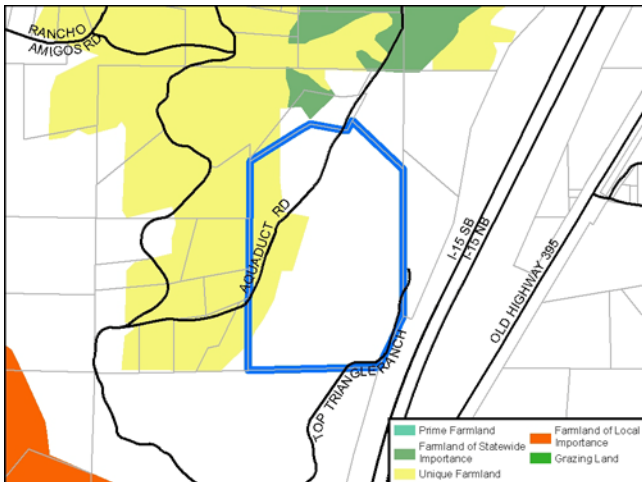 RANCHO
AMIGOS RD
AQUADUCT RD
I-15 SB
I-15 NB
OLD HIGHWAY 395
TOP TRIANGLE RANCH
Prime Farmland
Farmland of Statewide
Importance
Unique Farmland
Farmland of Local
Importance
Grazing Land